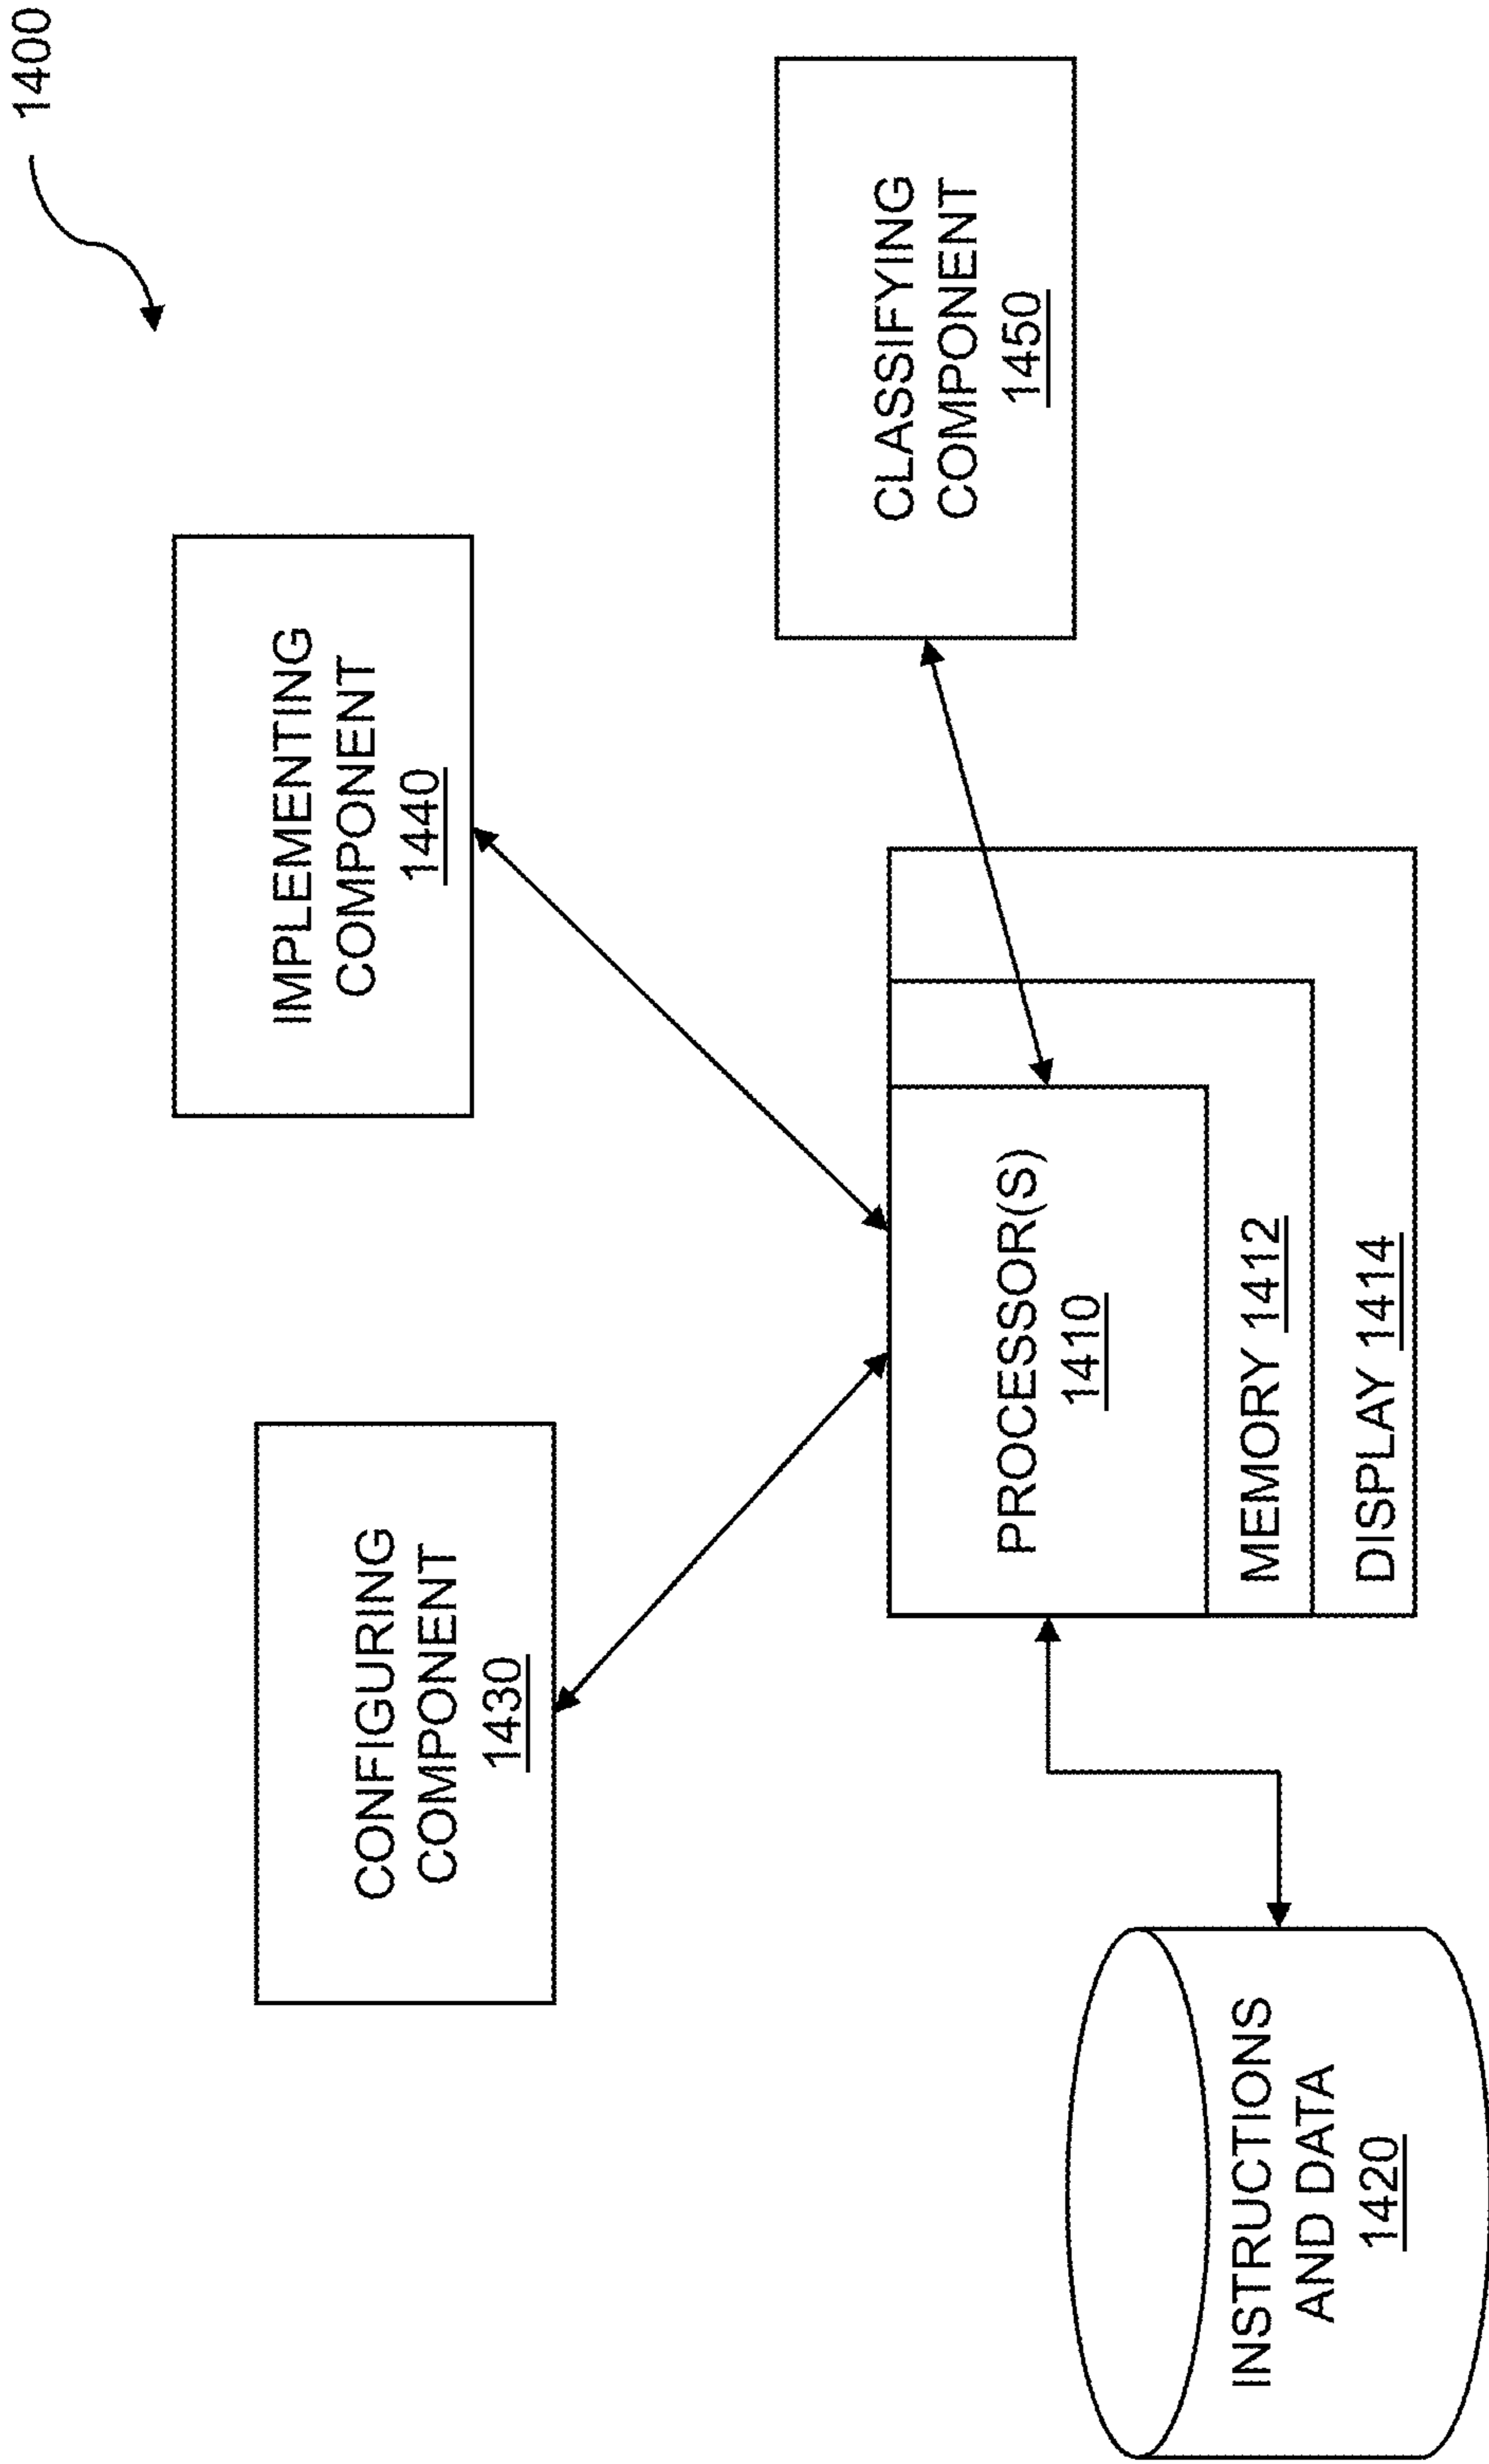 1400
IMPLEMENTING
COMPONENT
1440
CONFIGURING
COMPONENT
1430
CLASSIFYING
COMPONENT
1450
PROCESSOR(S)
1410
MEMORY 1412
DISPLAY 1414
INSTRUCTIONS
AND DATA
1420